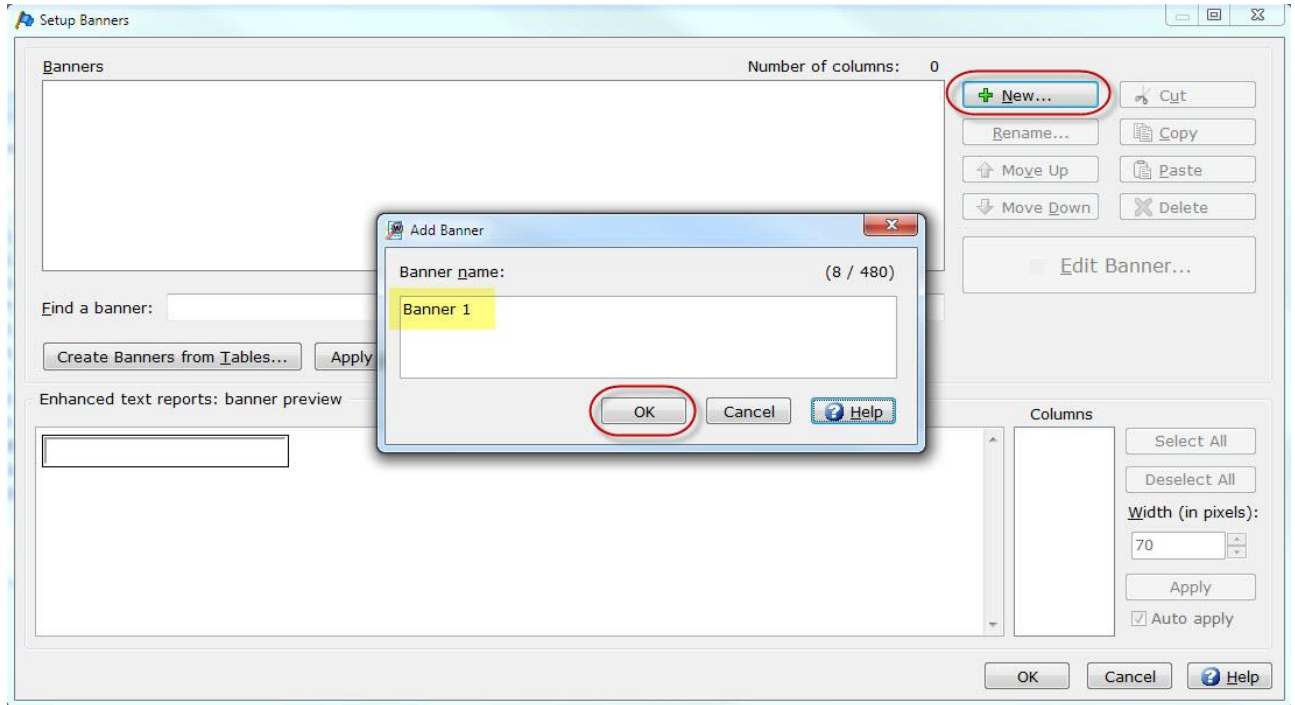 Setup Banners
Banners Number of columns: 0
New... Cut
Rename... Copy
Move Up Paste
Move Down Delete
Edit Banner...
Add Banner
Banner name: (8 / 480)
Banner 1
OK Cancel Help
Find a banner:
Create Banners from Tables... Apply
Enhanced text reports: banner preview
Columns
Select All
Deselect All
Width (in pixels):
70
Apply
Auto apply
OK Cancel Help